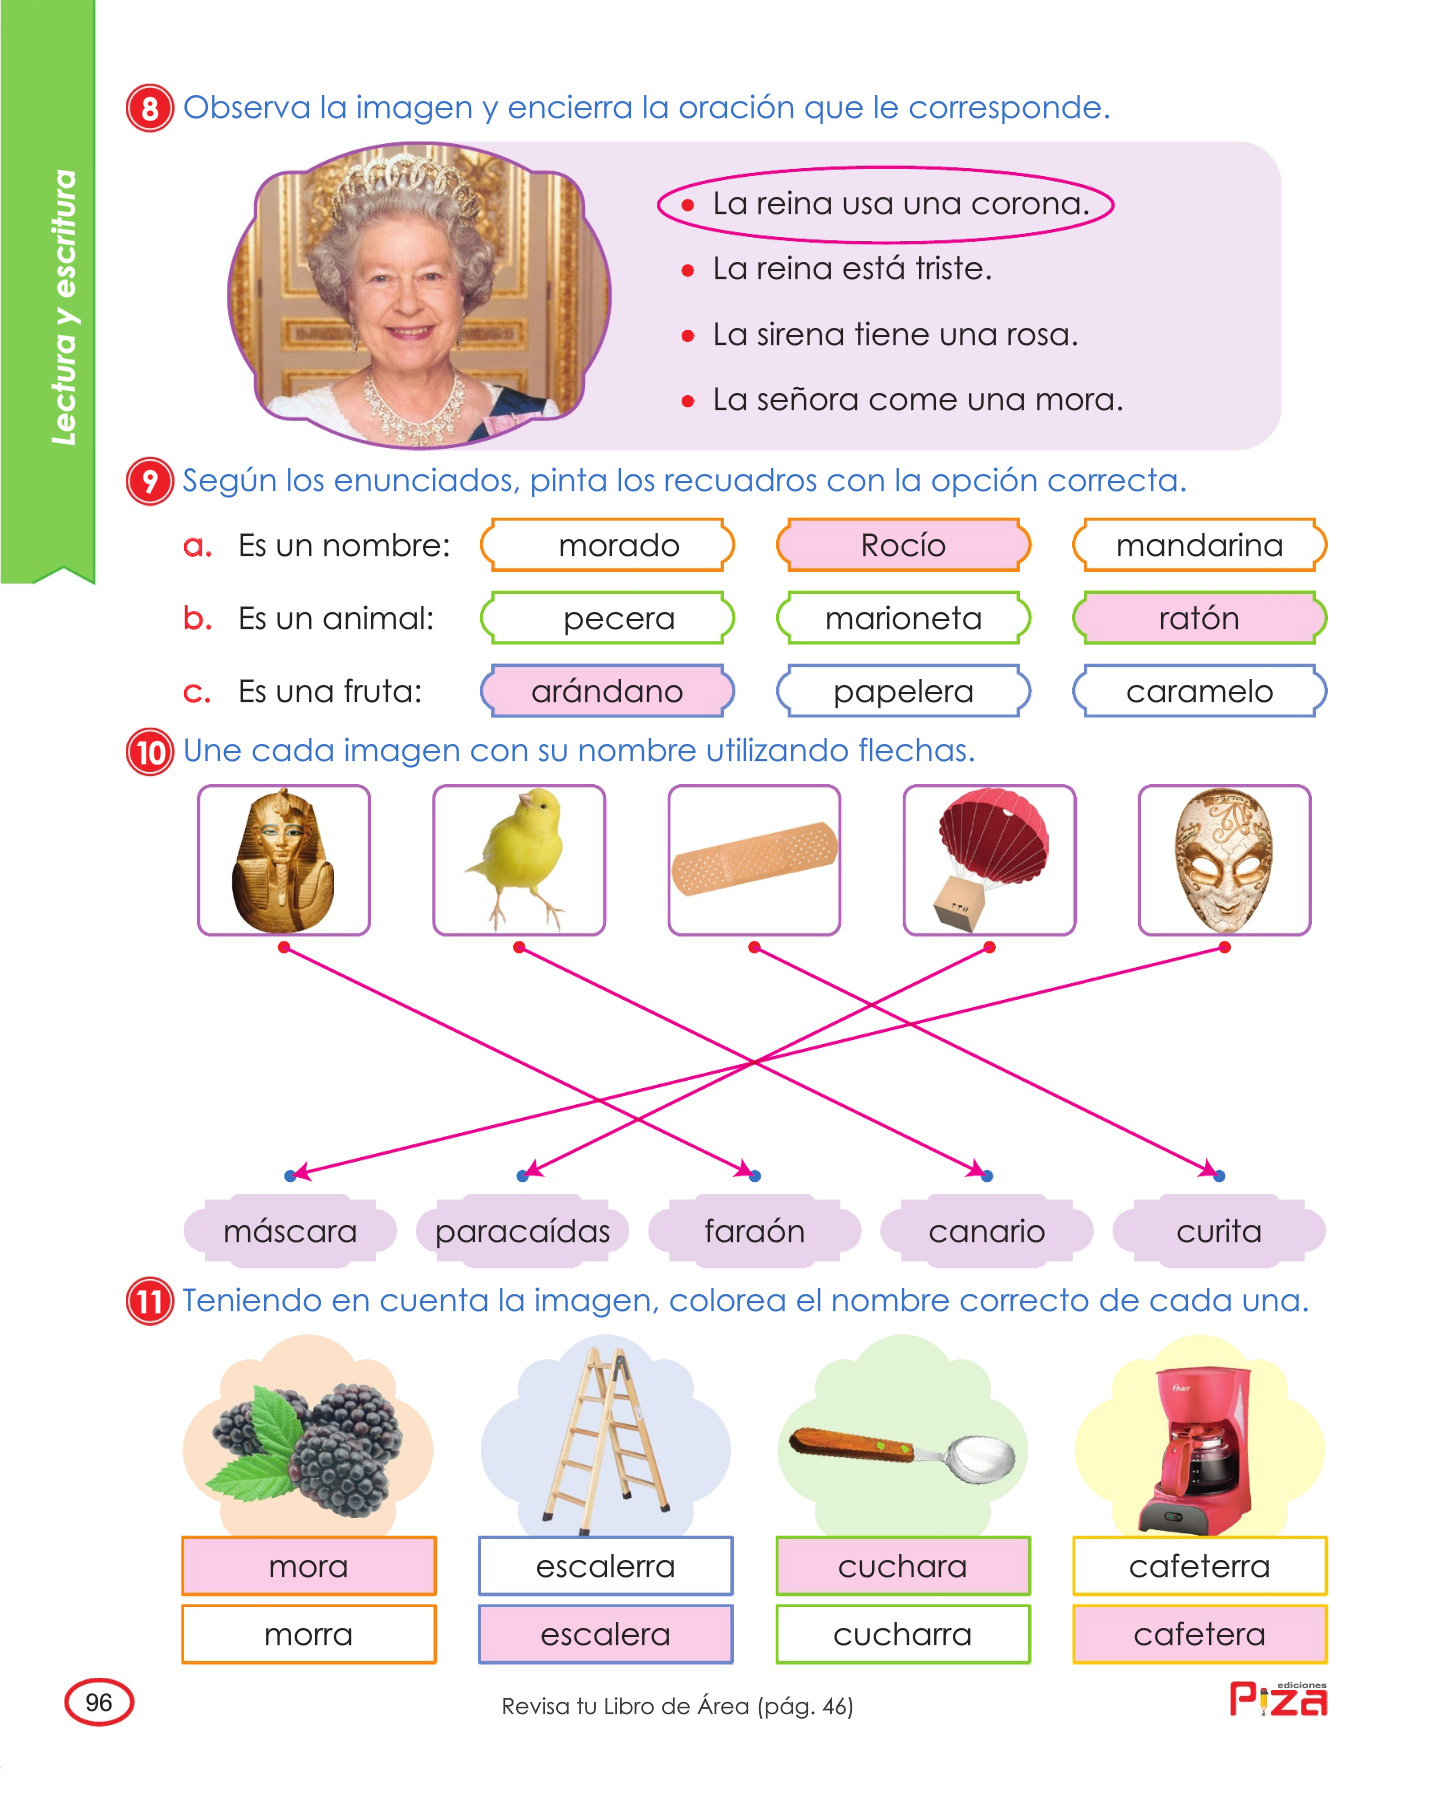 Lectura y escritura
8 Observa la imagen y encierra la oración que le corresponde.
• La reina usa una corona.
• La reina está triste.
• La sirena tiene una rosa.
• La señora come una mora.
9 Según los enunciados, pinta los recuadros con la opción correcta.
a. Es un nombre: morado Rocío mandarina
b. Es un animal: pecera marioneta ratón
c. Es una fruta: arándano papelera caramelo
10 Une cada imagen con su nombre utilizando flechas.
máscara paracaídas faraón canario curita
11 Teniendo en cuenta la imagen, colorea el nombre correcto de cada una.
Oster
mora escalerra cuchara cafeterra
morra escalera cucharra cafetera
96
Revisa tu Libro de Área (pág. 46)
ediciones
Piza